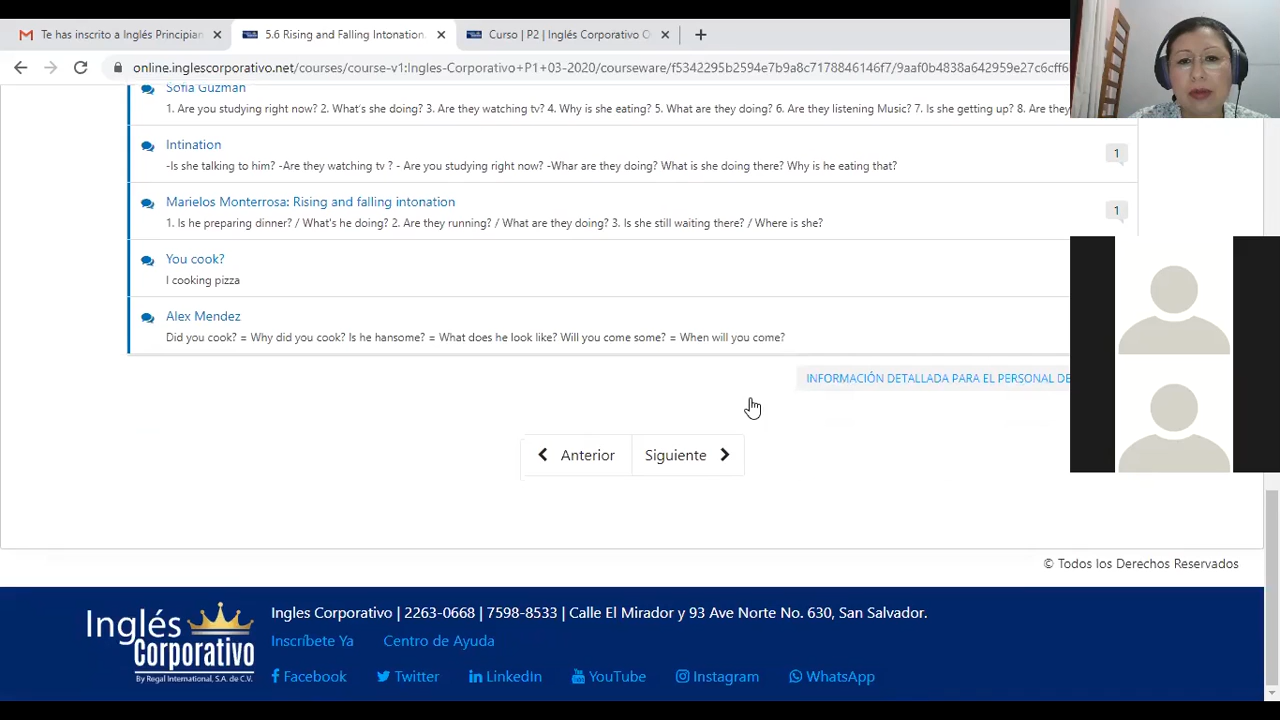 Te has inscrito a Inglés Principian
5.6 Rising and Falling Intonation.
Curso | P2 | Inglés Corporativo O
online.inglescorporativo.net/courses/course-v1:Ingles-Corporativo+P1+03-2020/courseware/f5342295b2594e7b9a8c7178846146f7/9aaf0b4838a642959e27c6cff6
Sofia Guzman
1. Are you studying right now? 2. What's she doing? 3. Are they watching tv? 4. Why is she eating? 5. What are they doing? 6. Are they listening Music? 7. Is she getting up? 8. Are they
Intination
-Is she talking to him? -Are they watching tv ? - Are you studying right now? -Whar are they doing? What is she doing there? Why is he eating that?
1
Marielos Monterrosa: Rising and falling intonation
1. Is he preparing dinner? / What's he doing? 2. Are they running? / What are they doing? 3. Is she still waiting there? / Where is she?
1
You cook?
I cooking pizza
Alex Mendez
Did you cook? = Why did you cook? Is he hansome? = What does he look like? Will you come some? = When will you come?
INFORMACIÓN DETALLADA PARA EL PERSONAL DE
Anterior
Siguiente
© Todos los Derechos Reservados
Inglés
Corporativo
By Regal International, S.A. de C.V.
Ingles Corporativo | 2263-0668 | 7598-8533 | Calle El Mirador y 93 Ave Norte No. 630, San Salvador.
Inscríbete Ya
Centro de Ayuda
Facebook
Twitter
Linkedin
YouTube
Instagram
WhatsApp